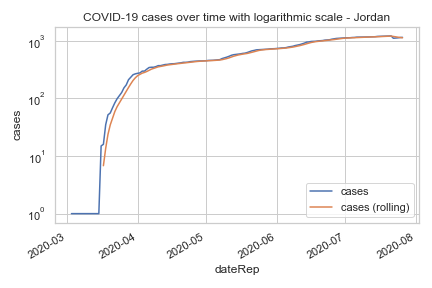 COVID-19 cases over time with logarithmic scale - Jordan
10³
10²
10¹
10⁰
cases
cases
cases (rolling)
2020-03
2020-04
2020-05
2020-06
2020-07
2020-08
dateRep